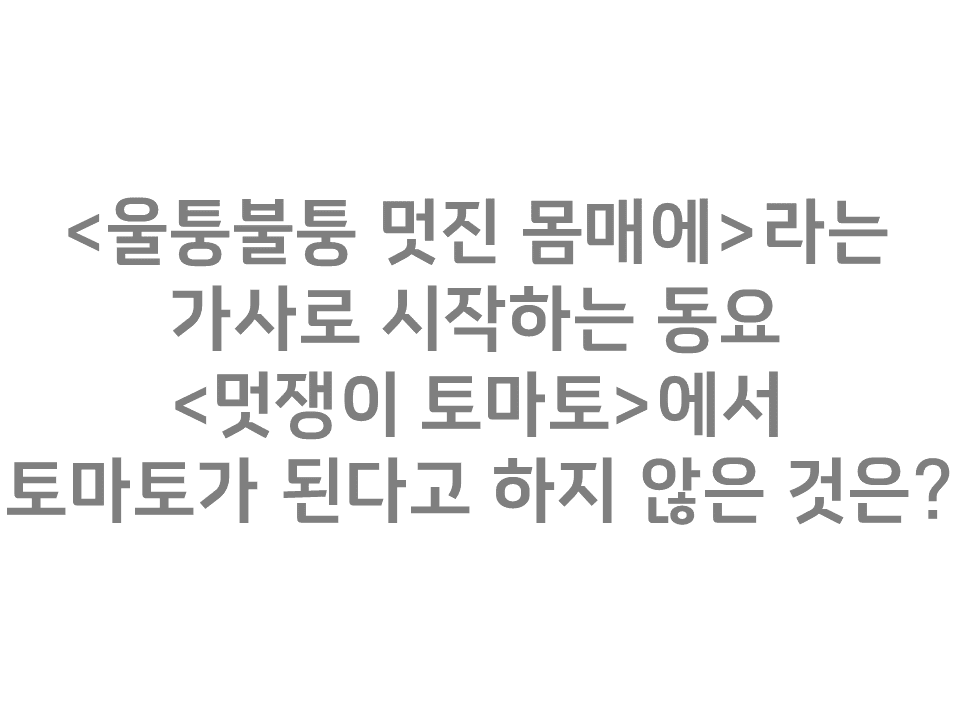 <울퉁불퉁 멋진 몸매에>라는
가사로 시작하는 동요
<멋쟁이 토마토>에서
토마토가 된다고 하지 않은 것은?